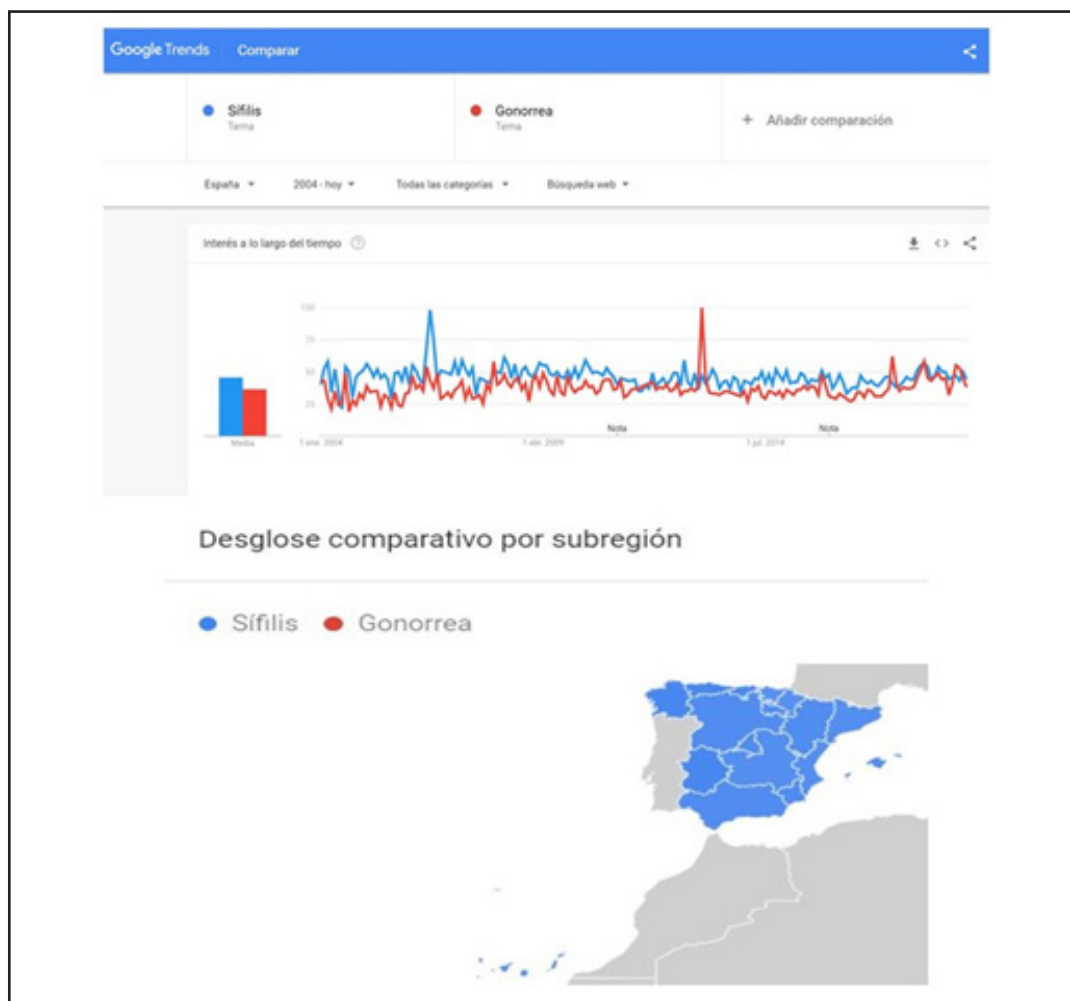 Google Trends Comparar
Sífilis
Tema
Gonorrea
Tema
+ Añadir comparación
España 2004 - hoy Todas las categorías Búsqueda web
Interés a lo largo del tiempo ?
100
75
50
25
Nota
Nota
Media
1 ene. 2004
1 abr. 2009
1 jul. 2014
Desglose comparativo por subregión
Sífilis Gonorrea